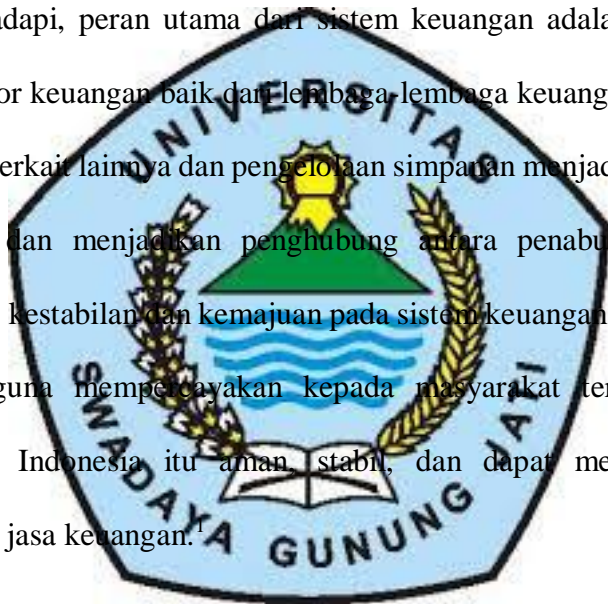 adapi, peran utama dari sistem keuangan adala
or keuangan baik dari lembaga-lembaga keuang
erkait lainnya dan pengelolaan simpanan menjad
dan menjadikan penghubung antara penabu
kestabilan dan kemajuan pada sistem keuangan
guna mempercayakan kepada masyarakat ter
Indonesia itu aman, stabil, dan dapat me
jasa keuangan.1
UNIVERSITAS
SWADAYA GUNUNG JATI